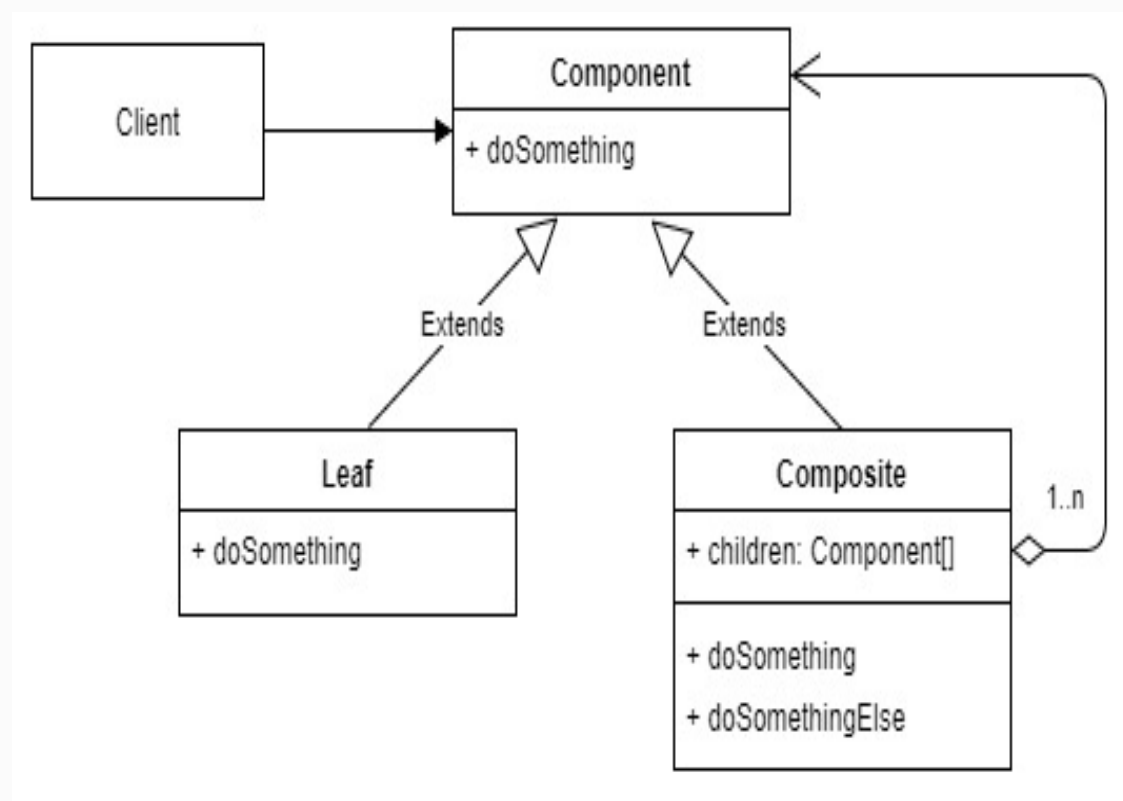 Client
Component
+ doSomething
Extends
Extends
Leaf
+ doSomething
Composite
+ children: Component[]
+ doSomething
+ doSomethingElse
1..n